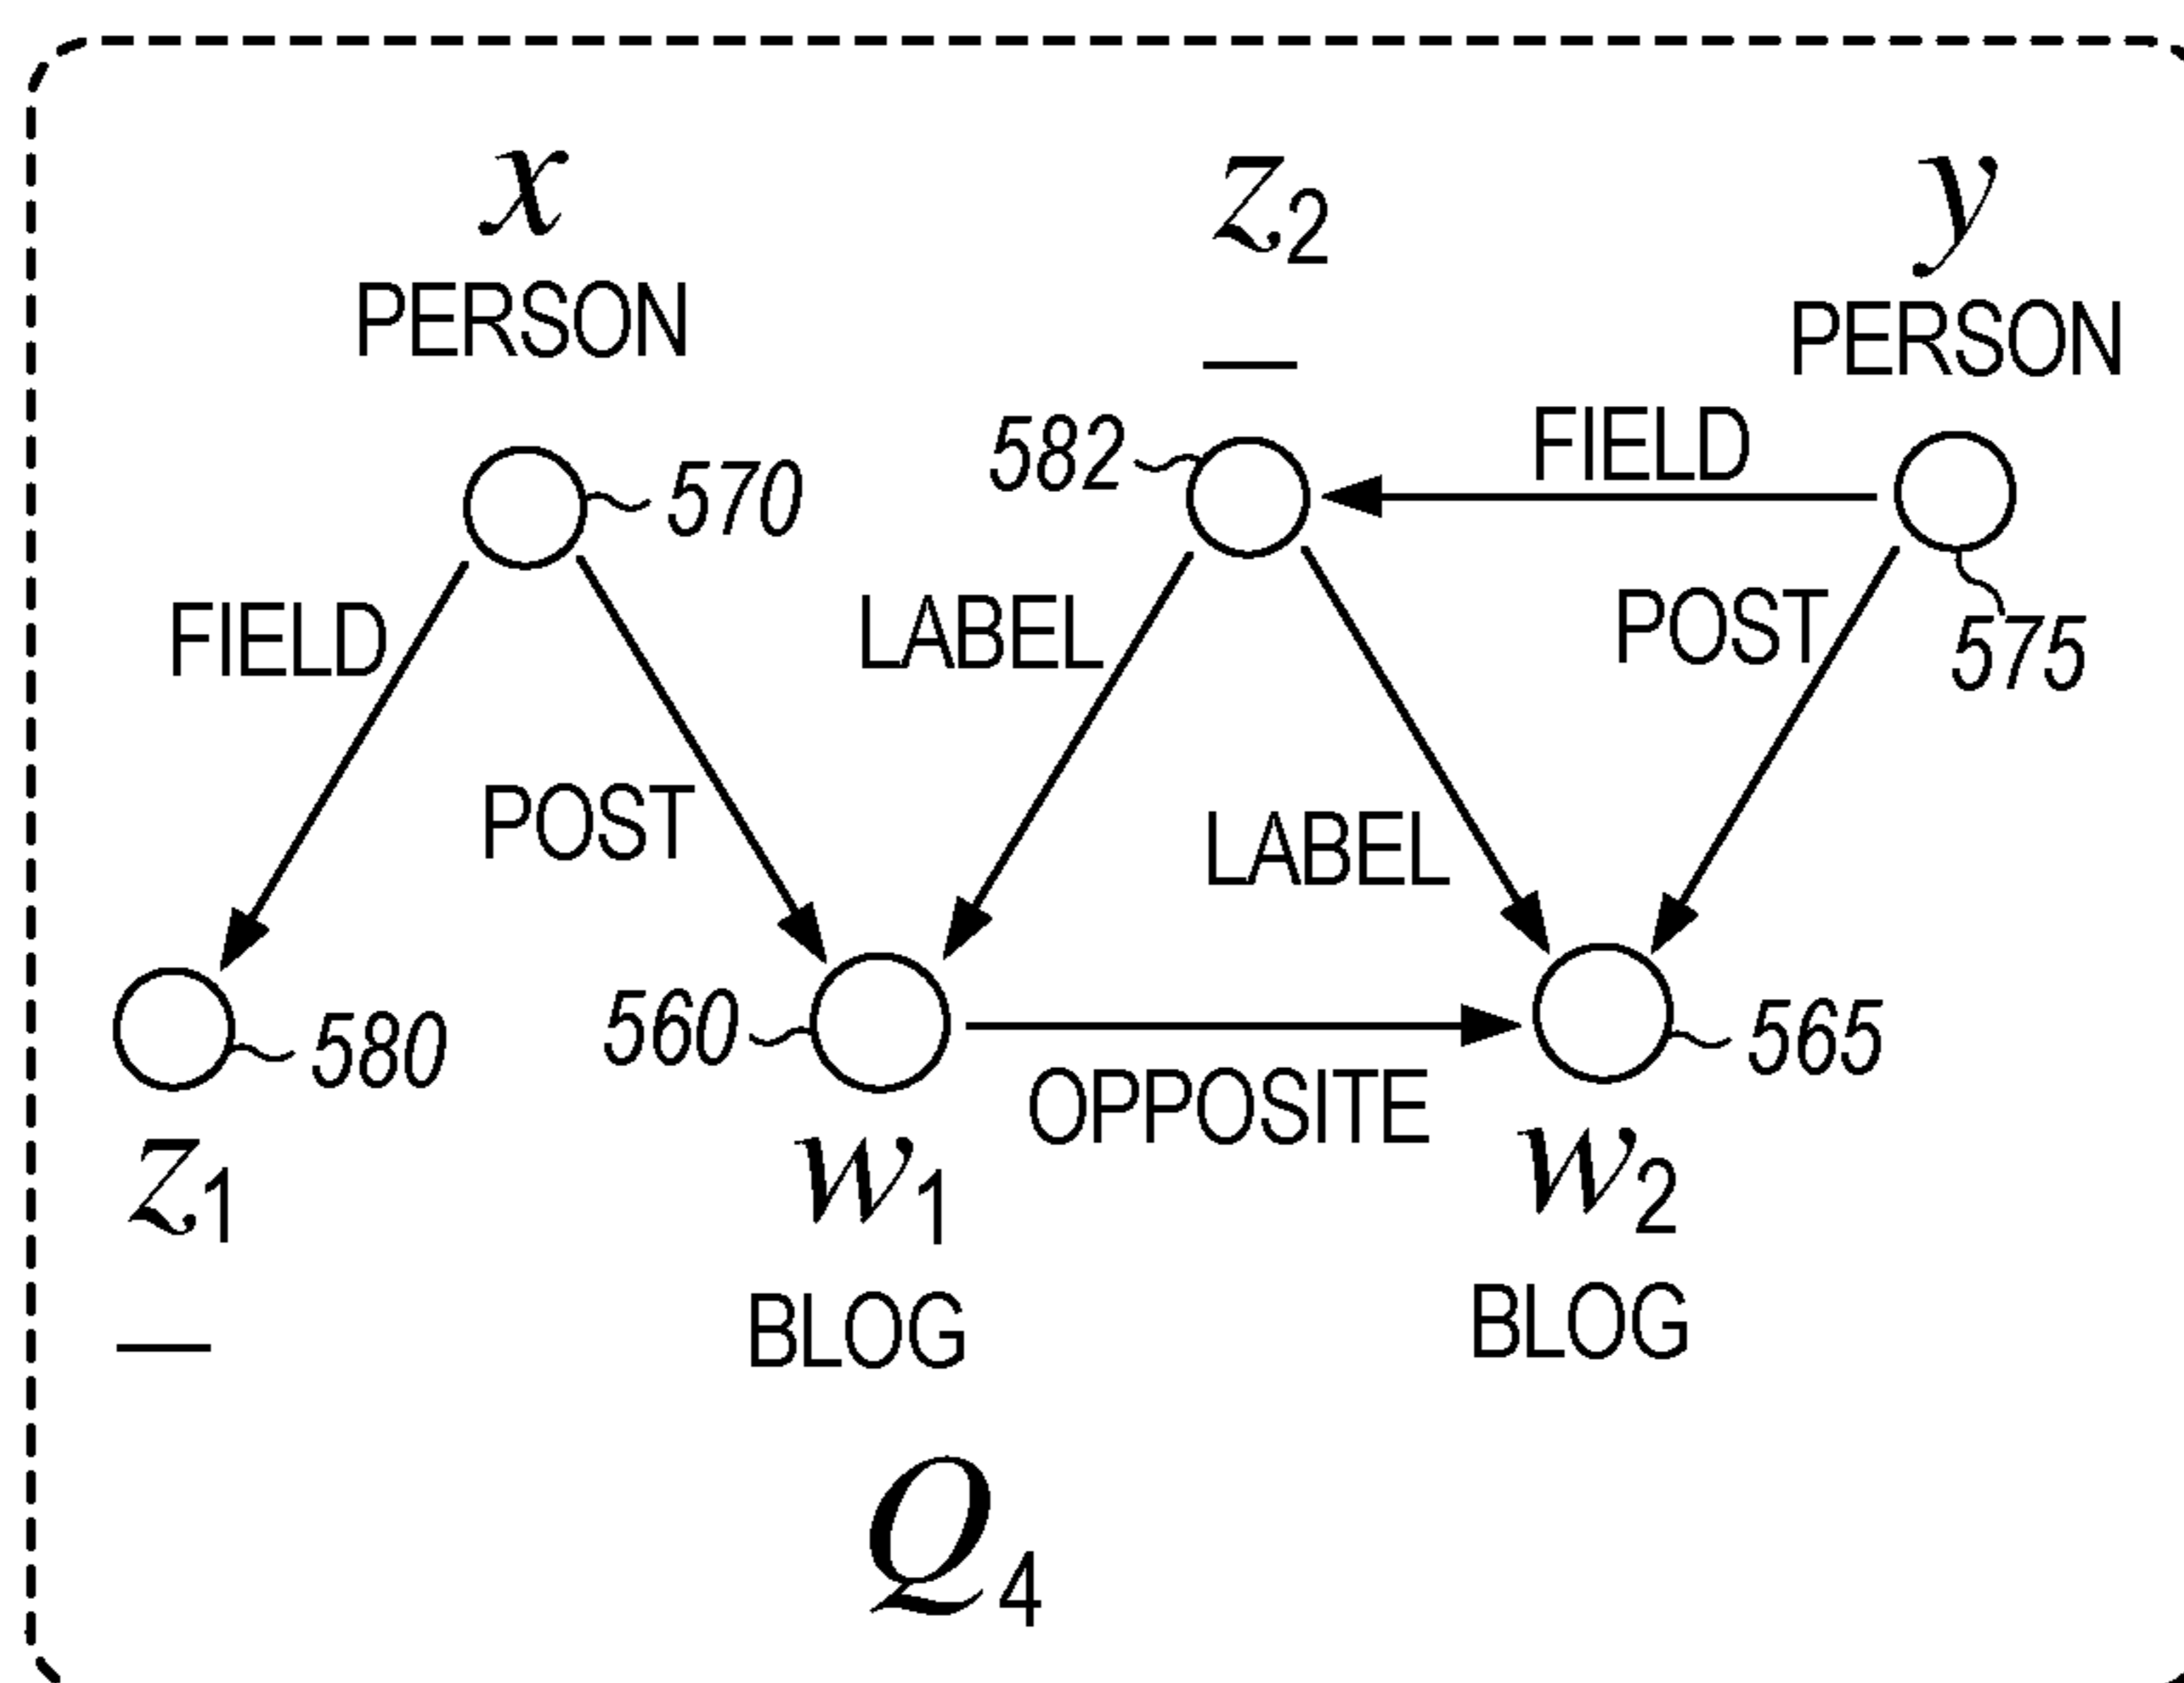 x
PERSON
z2
_
y
PERSON
570
582
FIELD
575
FIELD
POST
LABEL
LABEL
POST
580
560
OPPOSITE
565
z1
_
w1
BLOG
w2
BLOG
Q4